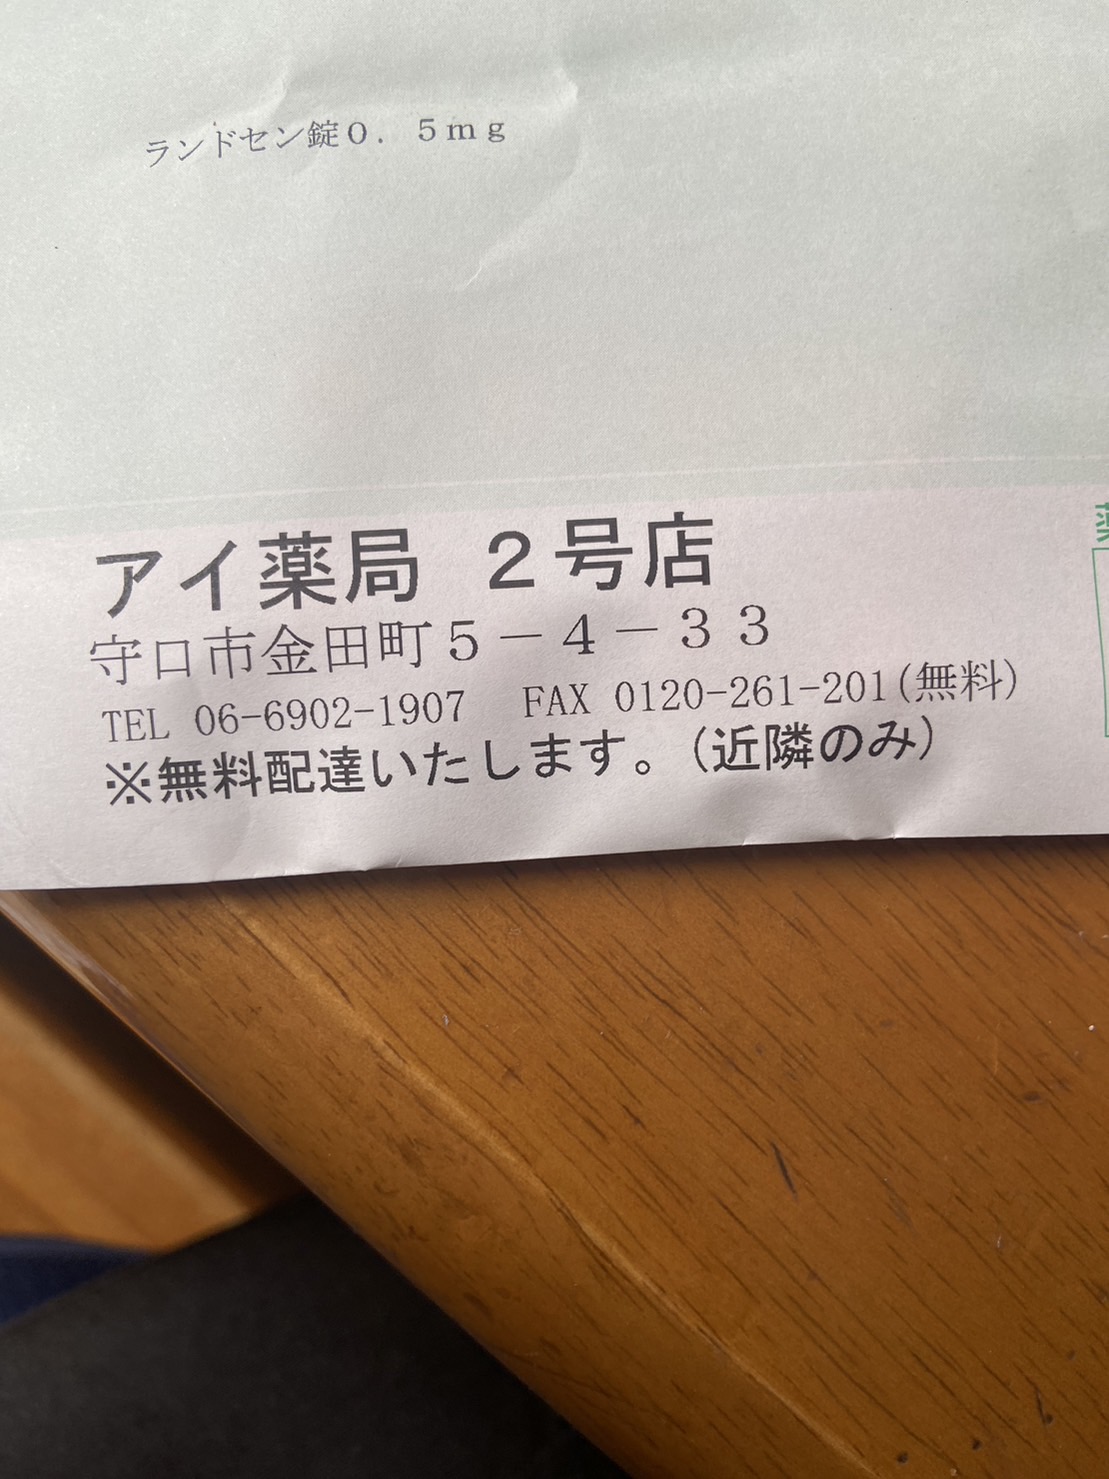 ランドセン錠０．５ｍｇ
アイ薬局 ２号店
守口市金田町５－４－３３
TEL 06-6902-1907 FAX 0120-261-201(無料)
※無料配達いたします。(近隣のみ)